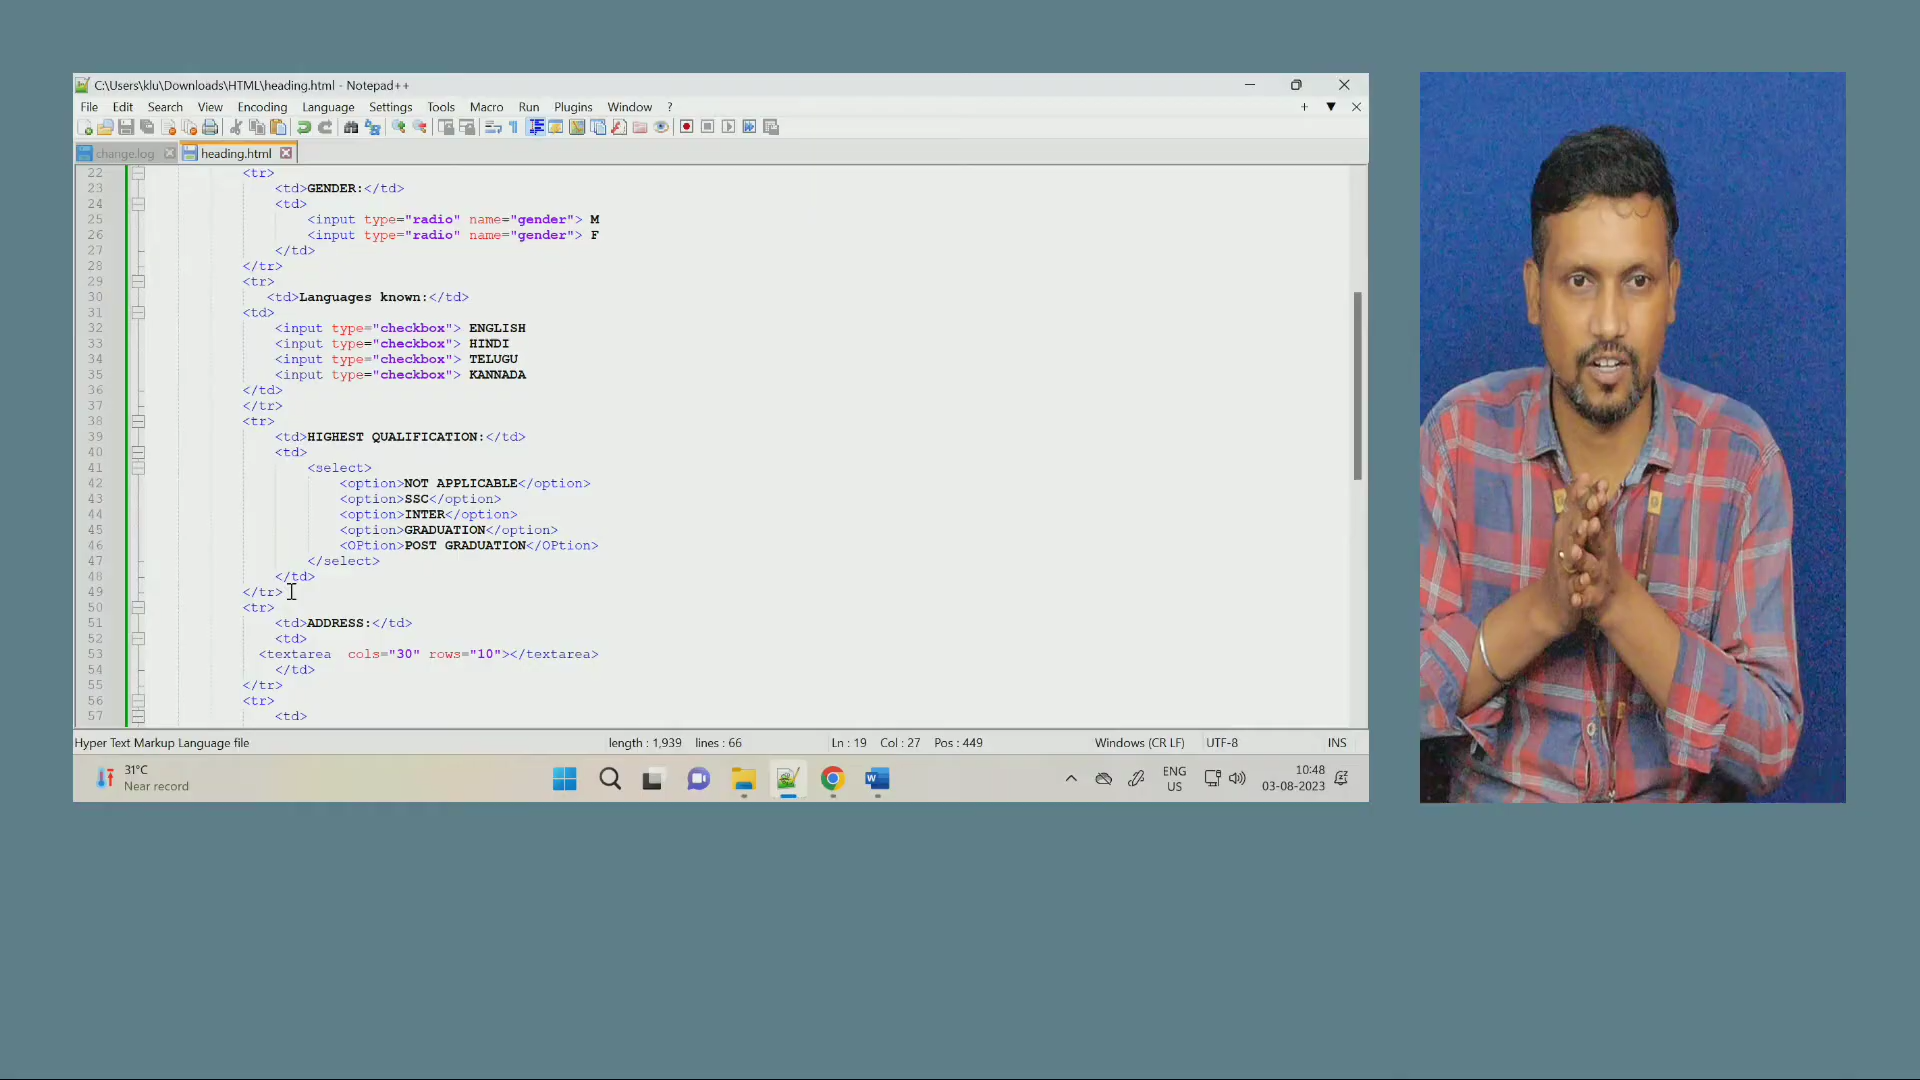 C:\Users\klu\Downloads\HTML\heading.html - Notepad++
File Edit Search View Encoding Language Settings Tools Macro Run Plugins Window ?
change.log heading.html
22 <tr>
23 <td>GENDER:</td>
24 <td>
25 <input type="radio" name="gender"> M
26 <input type="radio" name="gender"> F
27 </td>
28 </tr>
29 <tr>
30 <td>Languages known:</td>
31 <td>
32 <input type="checkbox"> ENGLISH
33 <input type="checkbox"> HINDI
34 <input type="checkbox"> TELUGU
35 <input type="checkbox"> KANNADA
36 </td>
37 </tr>
38 <tr>
39 <td>HIGHEST QUALIFICATION:</td>
40 <td>
41 <select>
42 <option>NOT APPLICABLE</option>
43 <option>SSC</option>
44 <option>INTER</option>
45 <option>GRADUATION</option>
46 <OPtion>POST GRADUATION</OPtion>
47 </select>
48 </td>
49 </tr>
50 <tr>
51 <td>ADDRESS:</td>
52 <td>
53 <textarea  cols="30" rows="10"></textarea>
54 </td>
55 </tr>
56 <tr>
57 <td>
Hyper Text Markup Language file length : 1,939 lines : 66 Ln : 19 Col : 27 Pos : 449 Windows (CR LF) UTF-8 INS
31°C
Near record
ENG
US
10:48
03-08-2023